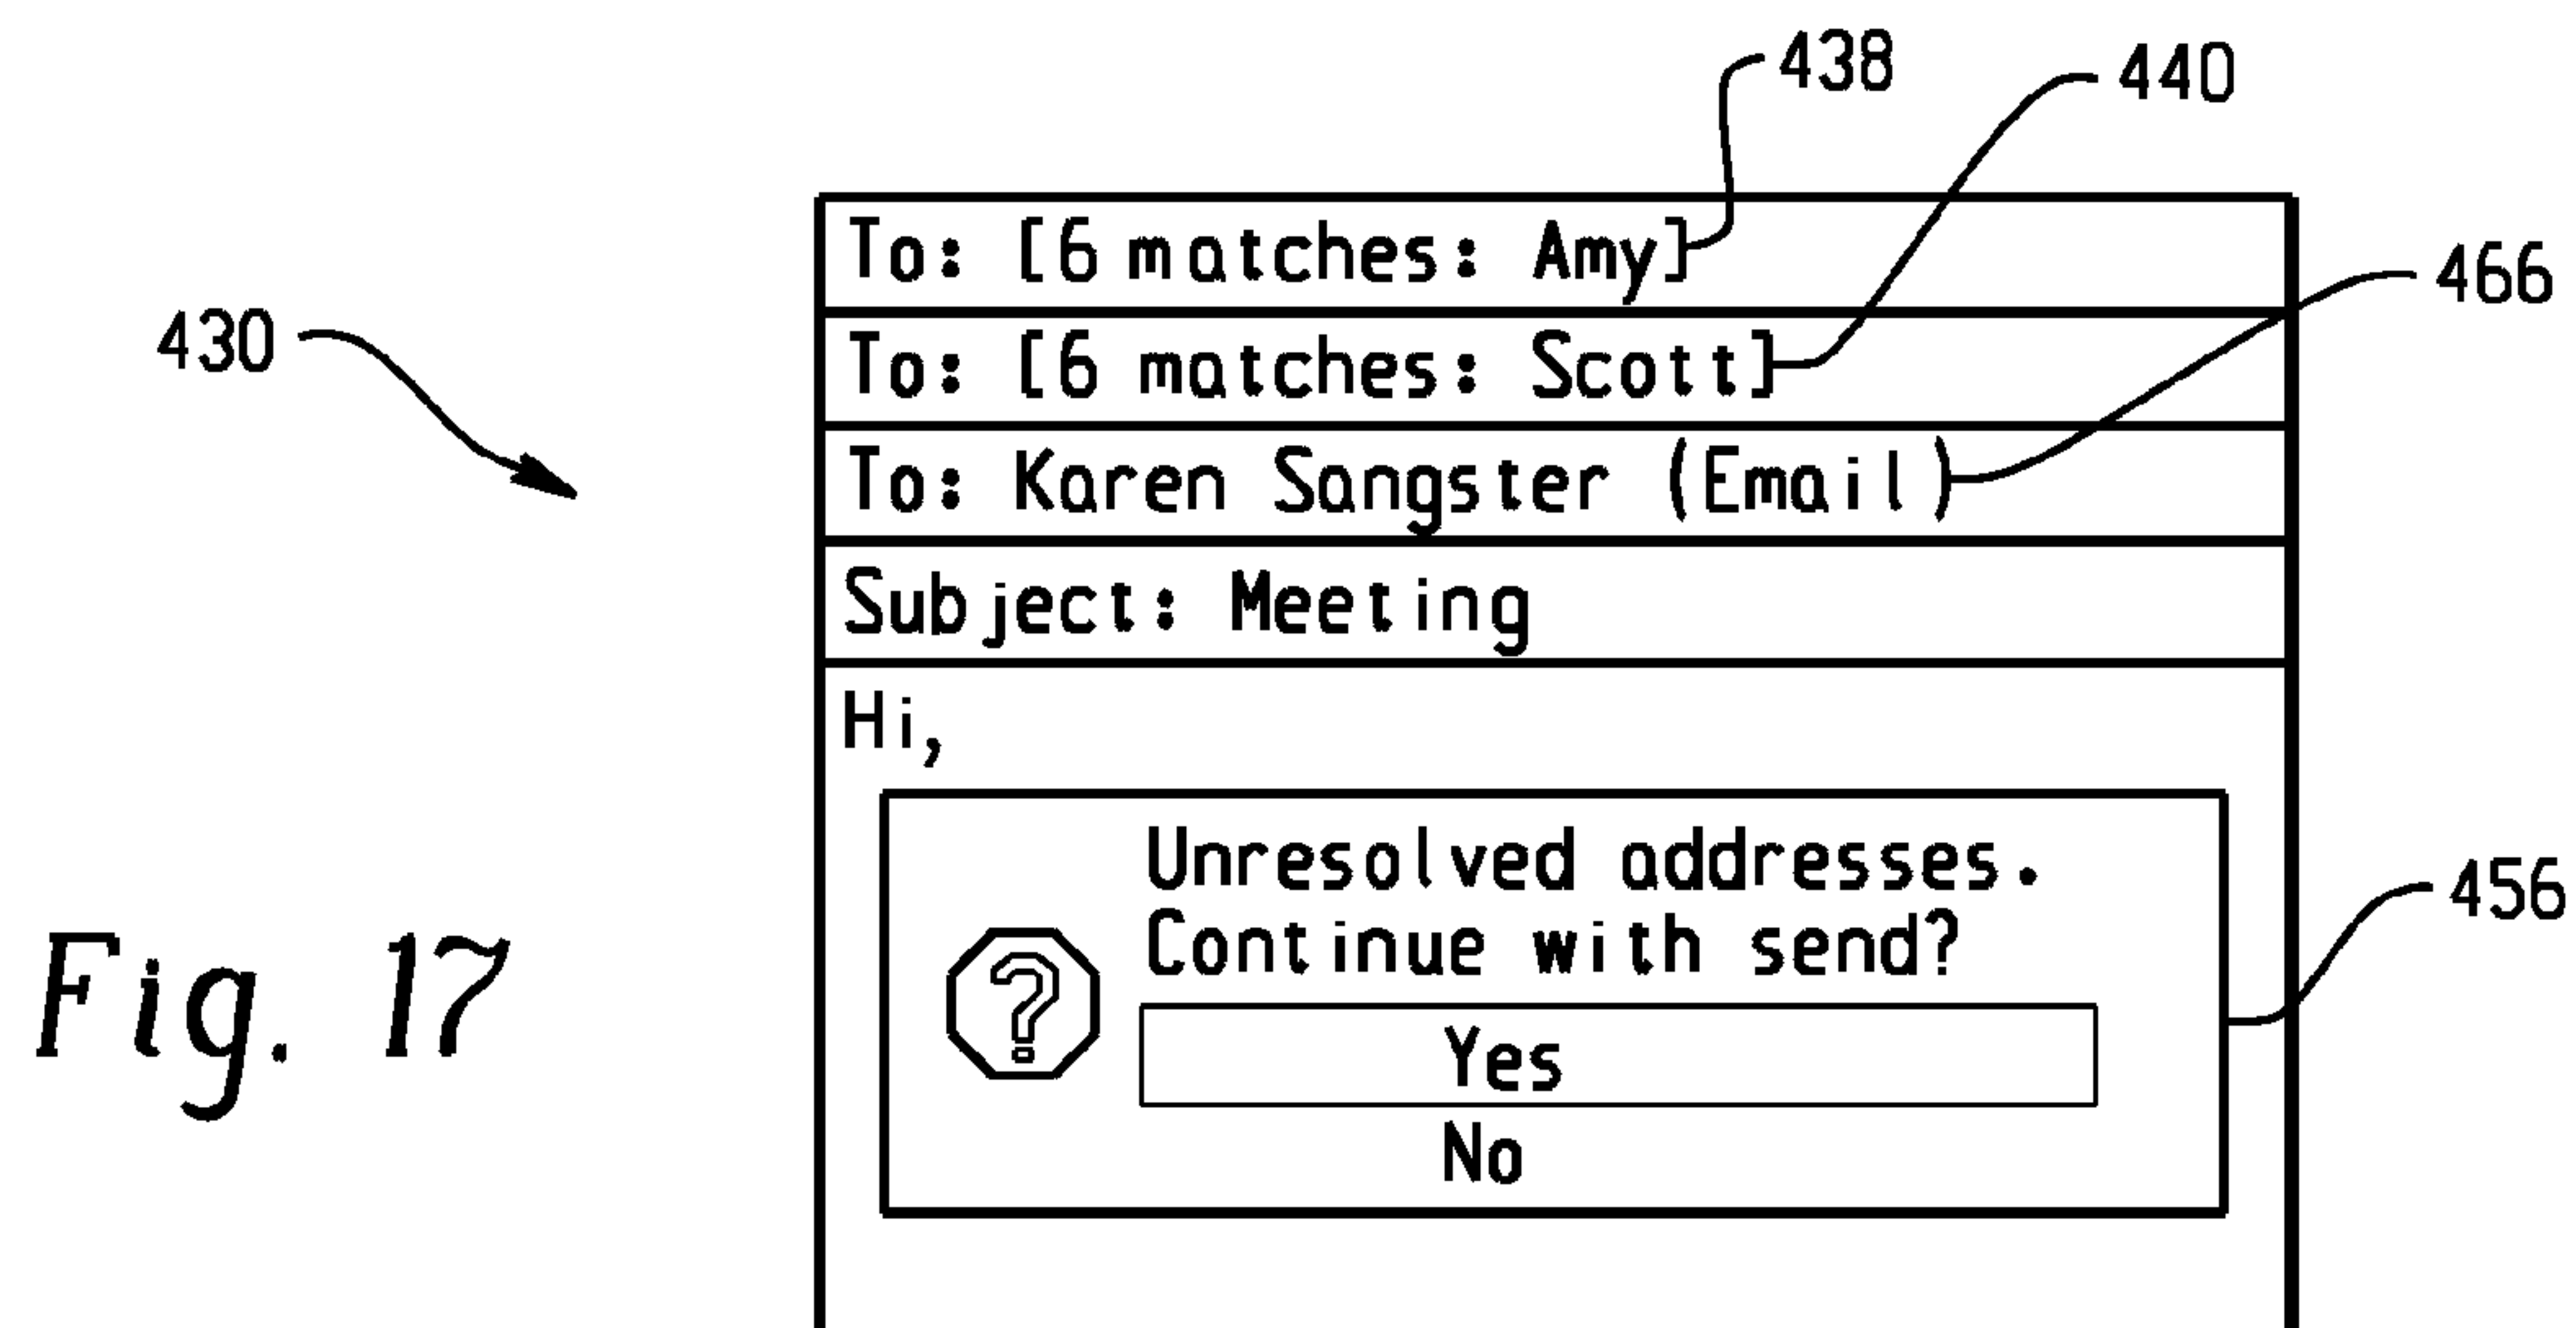 438
440
To: [6 matches: Amy]
466
430
To: [6 matches: Scott]
To: Karen Sangster (Email)
Subject: Meeting
Hi,
Unresolved addresses.
456
Continue with send?
?
Yes
No
Fig. 17